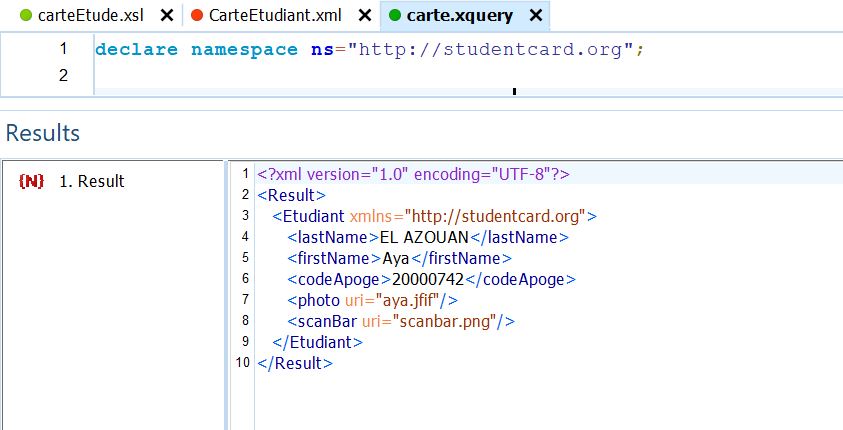 carteEtude.xsl ✕ CarteEtudiant.xml ✕ carte.xquery ✕
1 declare namespace ns="http://studentcard.org";
2
Results
{N} 1. Result
1 <?xml version="1.0" encoding="UTF-8"?>
2 <Result>
3 <Etudiant xmlns="http://studentcard.org">
4 <lastName>EL AZOUAN</lastName>
5 <firstName>Aya</firstName>
6 <codeApoge>20000742</codeApoge>
7 <photo uri="aya.jfif"/>
8 <scanBar uri="scanbar.png"/>
9 </Etudiant>
10 </Result>